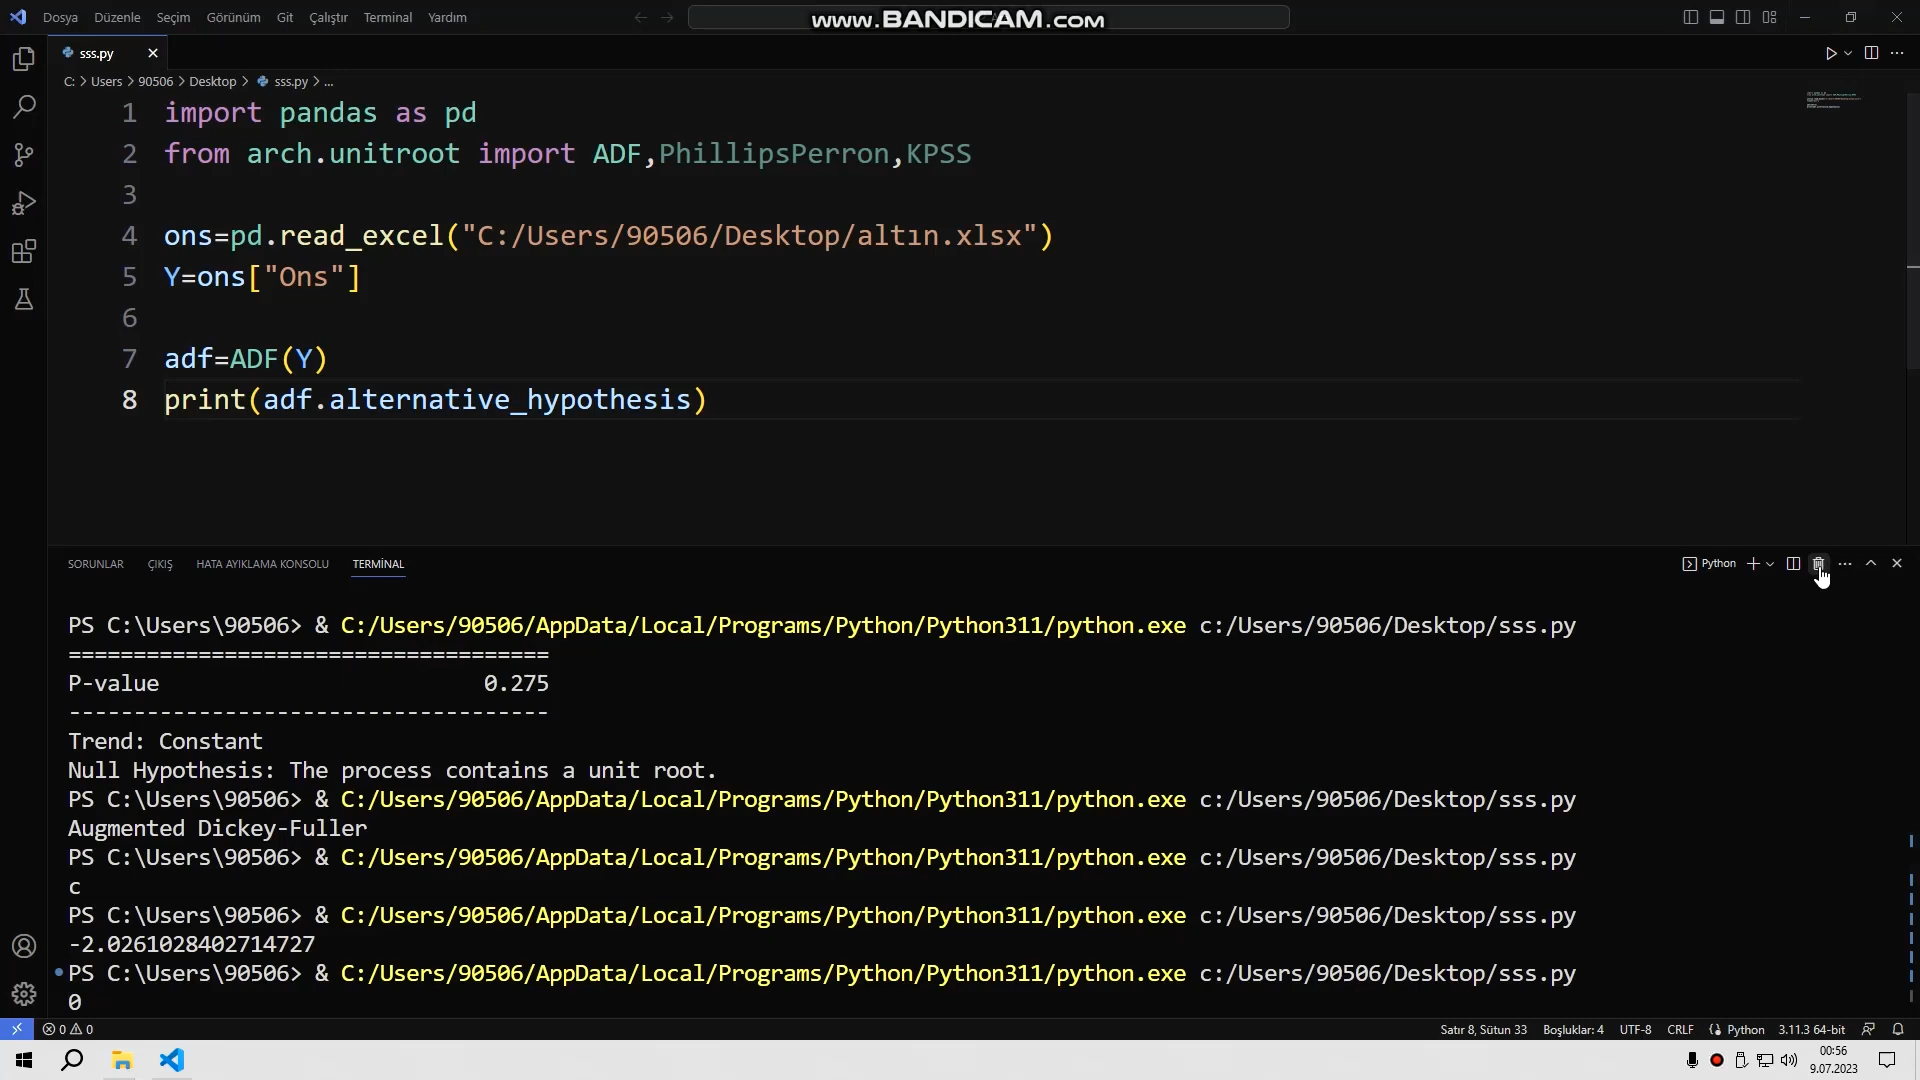 Dosya Düzenle Seçim Görünüm Git Çalıştır Terminal Yardım
www.BANDICAM.com
sss.py
C: > Users > 90506 > Desktop > sss.py > ...
1 import pandas as pd
2 from arch.unitroot import ADF,PhillipsPerron,KPSS
3
4 ons=pd.read_excel("C:/Users/90506/Desktop/altın.xlsx")
5 Y=ons["Ons"]
6
7 adf=ADF(Y)
8 print(adf.alternative_hypothesis)
SORUNLAR ÇIKIŞ HATA AYIKLAMA KONSOLU TERMİNAL
Python
PS C:\Users\90506> & C:/Users/90506/AppData/Local/Programs/Python/Python311/python.exe c:/Users/90506/Desktop/sss.py
=====================================
P-value 0.275
-------------------------------------
Trend: Constant
Null Hypothesis: The process contains a unit root.
PS C:\Users\90506> & C:/Users/90506/AppData/Local/Programs/Python/Python311/python.exe c:/Users/90506/Desktop/sss.py
Augmented Dickey-Fuller
PS C:\Users\90506> & C:/Users/90506/AppData/Local/Programs/Python/Python311/python.exe c:/Users/90506/Desktop/sss.py
c
PS C:\Users\90506> & C:/Users/90506/AppData/Local/Programs/Python/Python311/python.exe c:/Users/90506/Desktop/sss.py
-2.0261028402714727
PS C:\Users\90506> & C:/Users/90506/AppData/Local/Programs/Python/Python311/python.exe c:/Users/90506/Desktop/sss.py
0
0 0 Satır 8, Sütun 33 Boşluklar: 4 UTF-8 CRLF Python 3.11.3 64-bit
00:56
9.07.2023